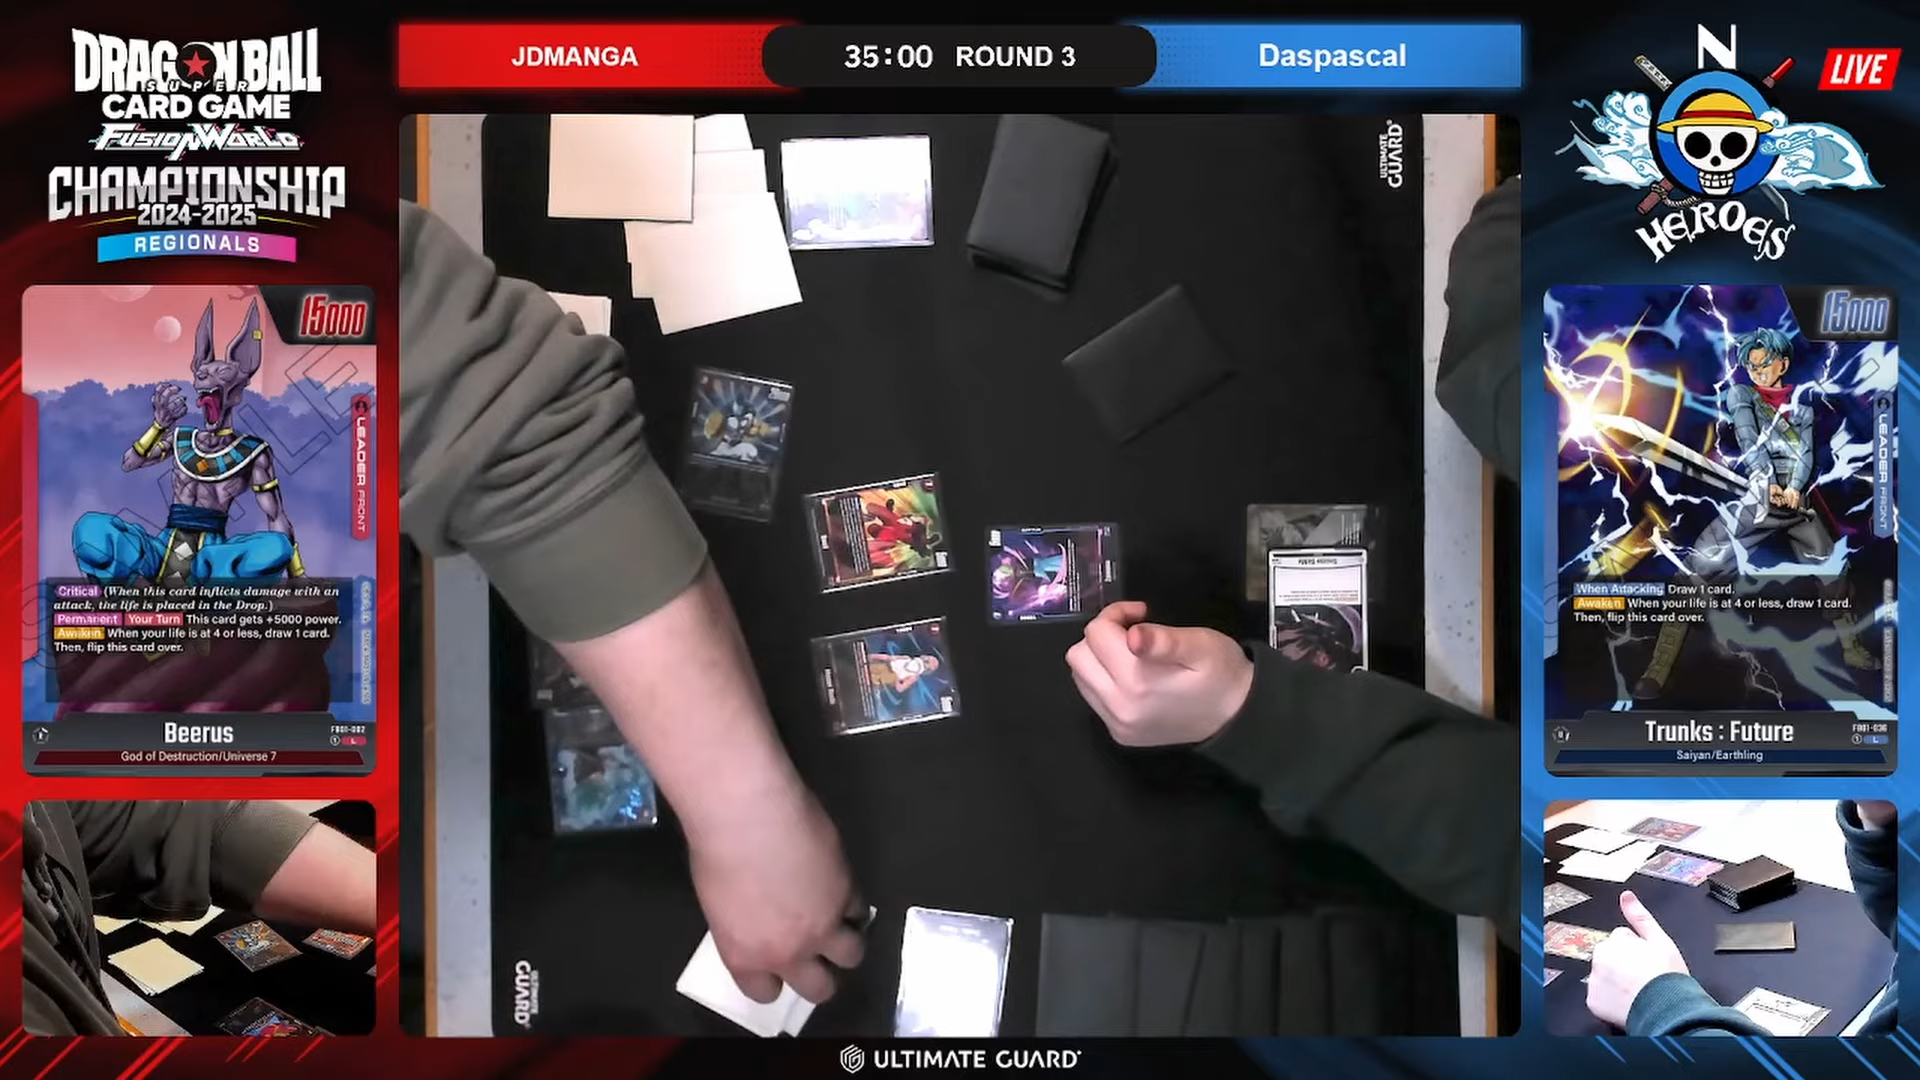 DRAGON BALL
SUPER
CARD GAME
FUSION WORLD
CHAMPIONSHIP
2024-2025
REGIONALS
JDMANGA
35:00 ROUND 3
Daspascal
N
HEROES
LIVE
15000
LEADER FRONT
Critical (When this card inflicts damage with an
attack, the life is placed in the Drop.)
Permanent Your Turn This card gets +5000 power.
Awaken When your life is at 4 or less, draw 1 card.
Then, flip this card over.
Beerus
FB01-002
L
God of Destruction/Universe 7
SAMPLE
15000
LEADER FRONT
When Attacking Draw 1 card.
Awaken When your life is at 4 or less, draw 1 card.
Then, flip this card over.
Trunks : Future
FB01-036
L
Saiyan/Earthling
ULTIMATE
GUARD
ULTIMATE
GUARD
ULTIMATE GUARD